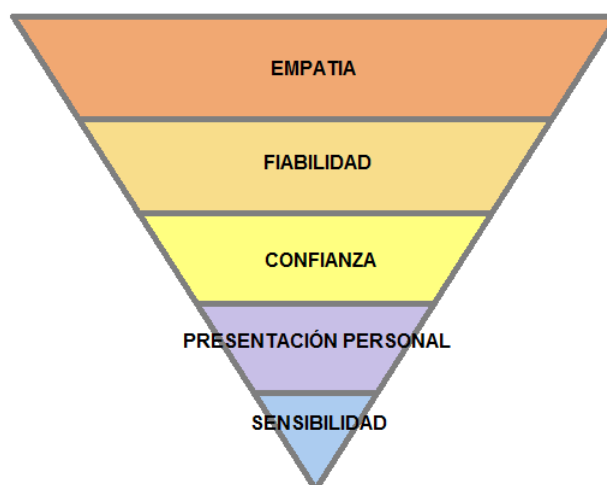 EMPATIA
FIABILIDAD
CONFIANZA
PRESENTACIÓN PERSONAL
SENSIBILIDAD